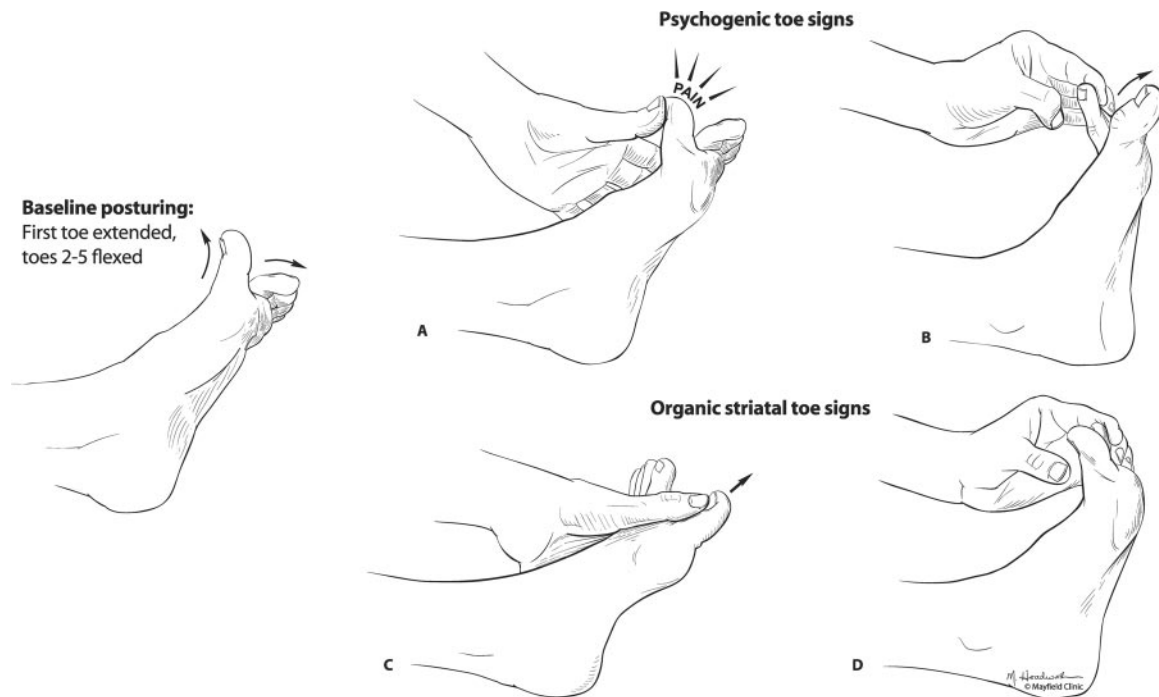 Psychogenic toe signs
PAIN
Baseline posturing:
First toe extended,
toes 2-5 flexed
A
B
Organic striatal toe signs
C
D
© Mayfield Clinic